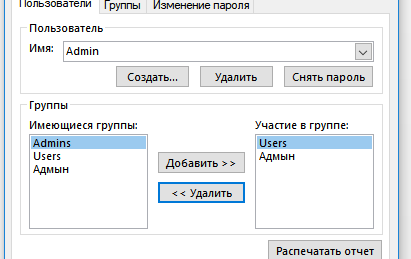 Пользователи Группы Изменение пароля
Пользователь
Имя: Admin
Создать... Удалить Снять пароль
Группы
Имеющиеся группы: Участие в группе:
Admins Users
Users Адмын
Адмын
Добавить >>
<< Удалить
Распечатать отчет